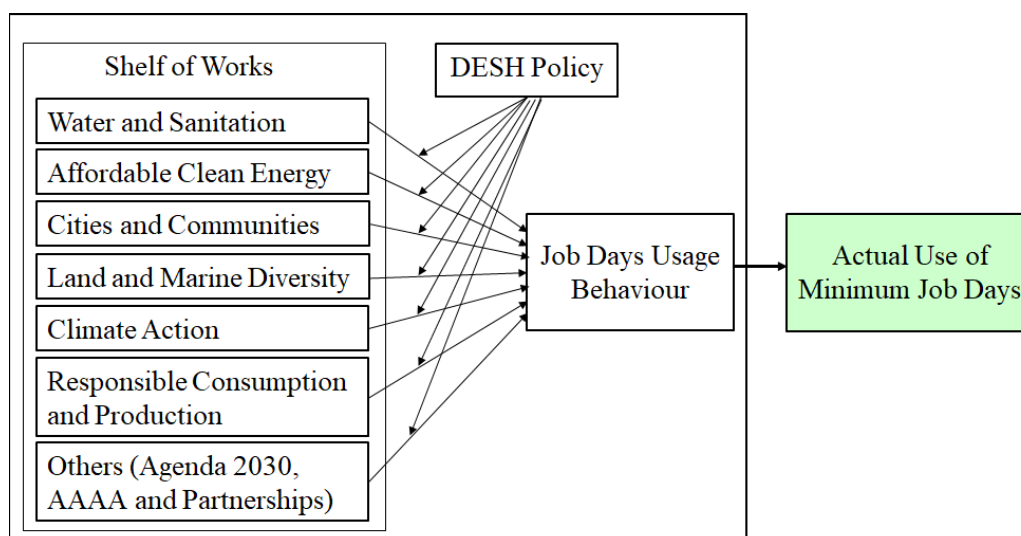 Shelf of Works
Water and Sanitation
Affordable Clean Energy
Cities and Communities
Land and Marine Diversity
Climate Action
Responsible Consumption
and Production
Others (Agenda 2030,
AAAA and Partnerships)
DESH Policy
Job Days Usage
Behaviour
Actual Use of
Minimum Job Days